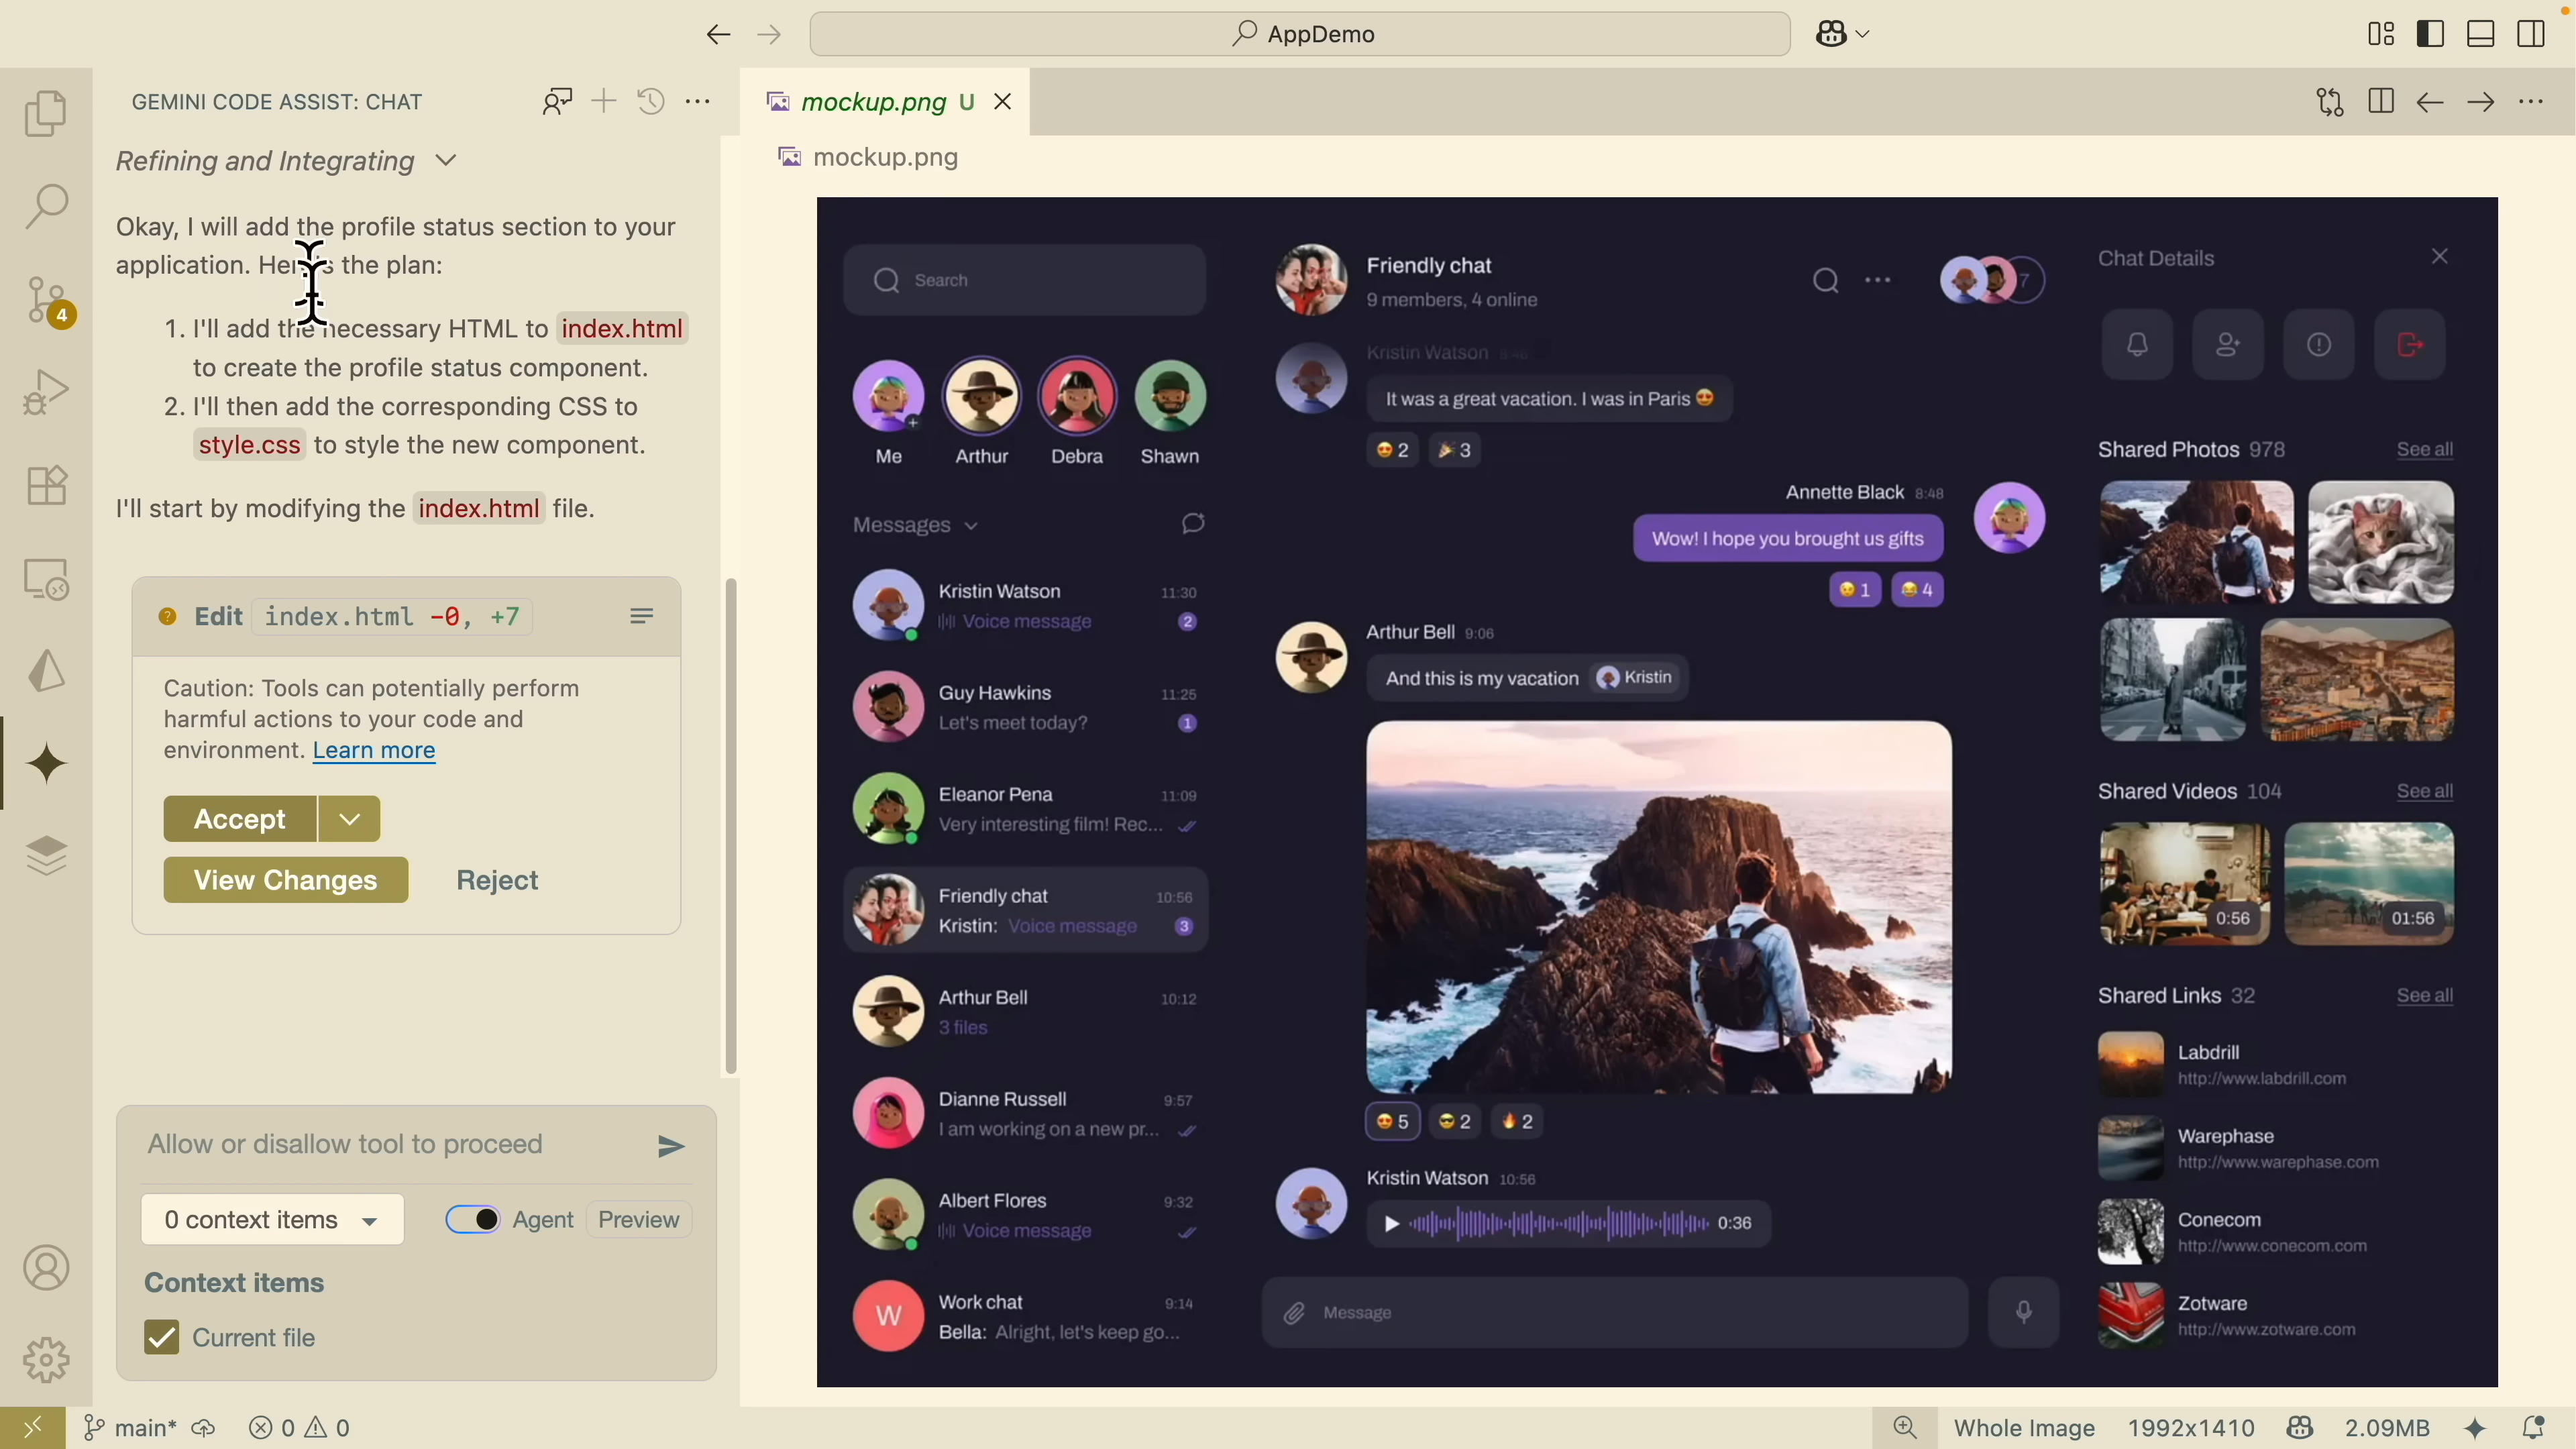 AppDemo
GEMINI CODE ASSIST: CHAT
Refining and Integrating
Okay, I will add the profile status section to your
application. Here is the plan:
1. I'll add the necessary HTML to index.html
to create the profile status component.
2. I'll then add the corresponding CSS to
style.css to style the new component.
I'll start by modifying the index.html file.
Edit index.html -0, +7
Caution: Tools can potentially perform
harmful actions to your code and
environment. Learn more
Accept
View Changes Reject
Allow or disallow tool to proceed
0 context items Agent Preview
Context items
Current file
4
mockup.png U
mockup.png
Search
Me Arthur Debra Shawn
Messages
Kristin Watson 11:30
Voice message 2
Guy Hawkins 11:25
Let's meet today? 1
Eleanor Pena 11:09
Very interesting film! Rec...
Friendly chat 10:56
Kristin: Voice message 3
Arthur Bell 10:12
3 files
Dianne Russell 9:57
I am working on a new pr...
Albert Flores 9:32
Voice message
W
Work chat 9:14
Bella: Alright, let's keep go...
Friendly chat
9 members, 4 online
7
Kristin Watson
It was a great vacation. I was in Paris 😍
😍 2 🎉 3
Annette Black 8:48
Wow! I hope you brought us gifts
😉 1 😂 4
Arthur Bell 9:06
And this is my vacation Kristin
😍 5 😎 2 🔥 2
Kristin Watson 10:56
0:36
Message
Chat Details
Shared Photos 978 See all
Shared Videos 104 See all
0:56 01:56
Shared Links 32 See all
Labdrill
http://www.labdrill.com
Warephase
http://www.warephase.com
Conecom
http://www.conecom.com
Zotware
http://www.zotware.com
main* 0 0
Whole Image 1992x1410 2.09MB